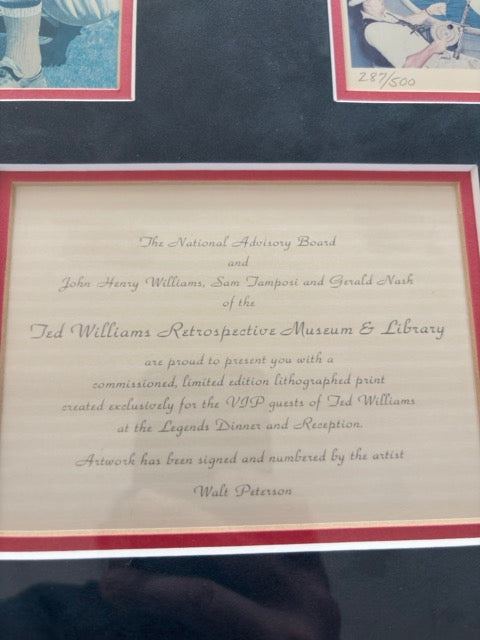 287/500
The National Advisory Board
and
John Henry Williams, Sam Tamposi and Gerald Nash
of the
Ted Williams Retrospective Museum & Library
are proud to present you with a
commissioned, limited edition lithographed print
created exclusively for the VIP guests of Ted Williams
at the Legends Dinner and Reception.
Artwork has been signed and numbered by the artist
Walt Peterson